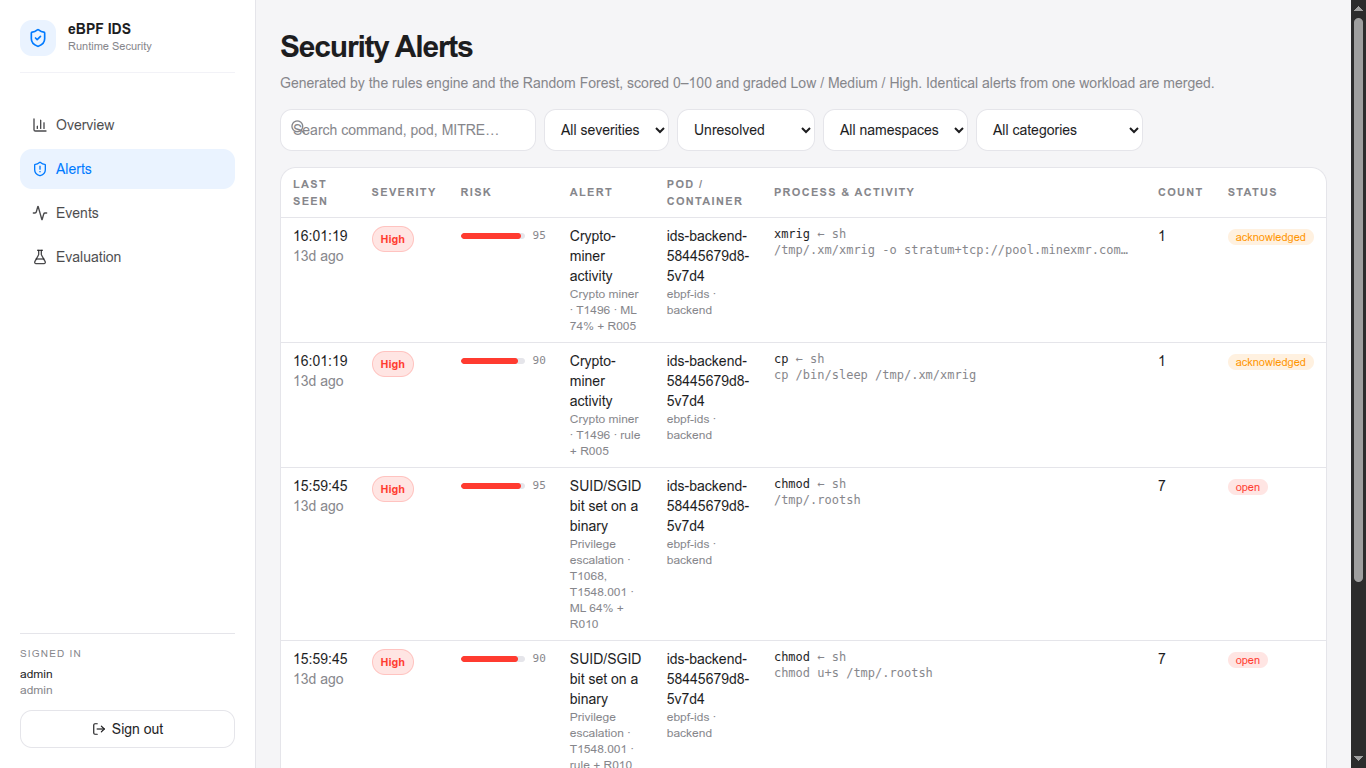 eBPF IDS
Runtime Security
Overview
Alerts
Events
Evaluation
SIGNED IN
admin
admin
Sign out
Security Alerts
Generated by the rules engine and the Random Forest, scored 0–100 and graded Low / Medium / High. Identical alerts from one workload are merged.
Search command, pod, MITRE…
All severities
Unresolved
All namespaces
All categories
LAST SEEN
SEVERITY
RISK
ALERT
POD / CONTAINER
PROCESS & ACTIVITY
COUNT
STATUS
16:01:19
13d ago
High
95
Crypto-
miner
activity
Crypto miner
· T1496 · ML
74% + R005
ids-backend-
58445679d8-
5v7d4
ebpf-ids ·
backend
xmrig ← sh
/tmp/.xm/xmrig -o stratum+tcp://pool.minexmr.com…
1
acknowledged
16:01:19
13d ago
High
90
Crypto-
miner
activity
Crypto miner
· T1496 · rule
+ R005
ids-backend-
58445679d8-
5v7d4
ebpf-ids ·
backend
cp ← sh
cp /bin/sleep /tmp/.xm/xmrig
1
acknowledged
15:59:45
13d ago
High
95
SUID/SGID
bit set on a
binary
Privilege
escalation ·
T1068,
T1548.001 ·
ML 64% +
R010
ids-backend-
58445679d8-
5v7d4
ebpf-ids ·
backend
chmod ← sh
/tmp/.rootsh
7
open
15:59:45
13d ago
High
90
SUID/SGID
bit set on a
binary
Privilege
escalation ·
T1548.001 ·
rule + R010
ids-backend-
58445679d8-
5v7d4
ebpf-ids ·
backend
chmod ← sh
chmod u+s /tmp/.rootsh
7
open